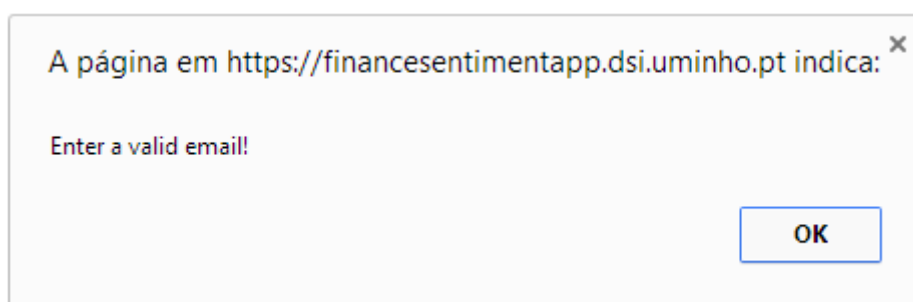 A página em https://financesentimentapp.dsi.uminho.pt indica:
Enter a valid email!
OK